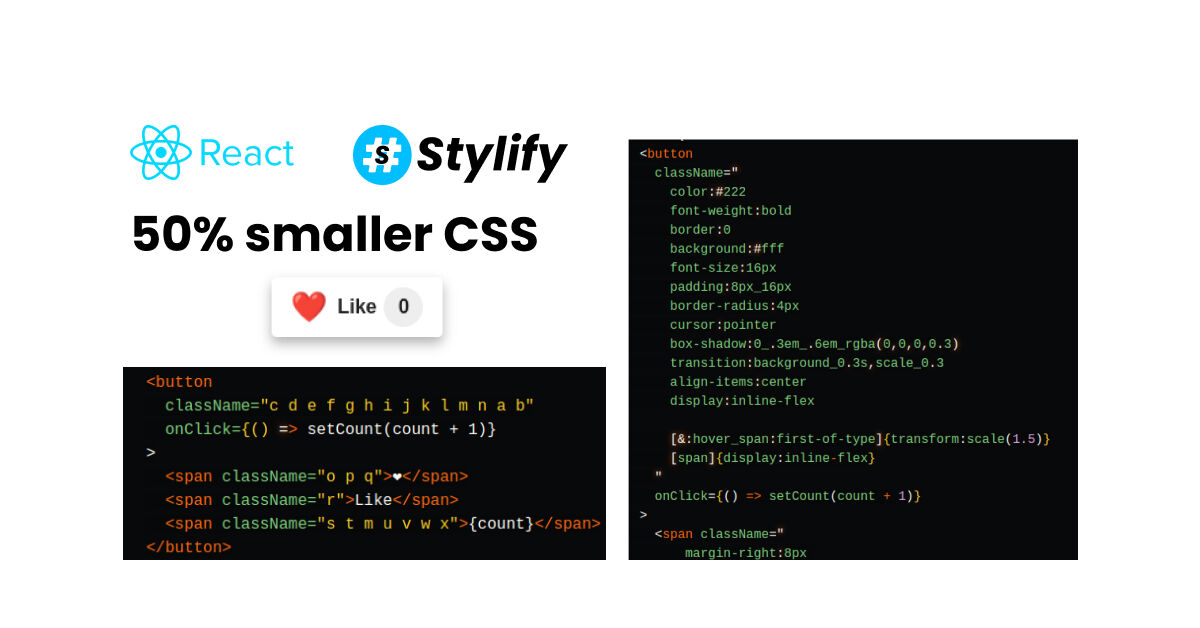 React
#S Stylify
50% smaller CSS
❤️ Like 0
<button
className="c d e f g h i j k l m n a b"
onClick={() => setCount(count + 1)}
>
<span className="o p q">❤</span>
<span className="r">Like</span>
<span className="s t m u v w x">{count}</span>
</button>
<button
className="
color:#222
font-weight:bold
border:0
background:#fff
font-size:16px
padding:8px_16px
border-radius:4px
cursor:pointer
box-shadow:0_.3em_.6em_rgba(0,0,0,0.3)
transition:background_0.3s,scale_0.3
align-items:center
display:inline-flex
[&:hover_span:first-of-type]{transform:scale(1.5)}
[span]{display:inline-flex}
"
onClick={() => setCount(count + 1)}
>
<span className="
margin-right:8px